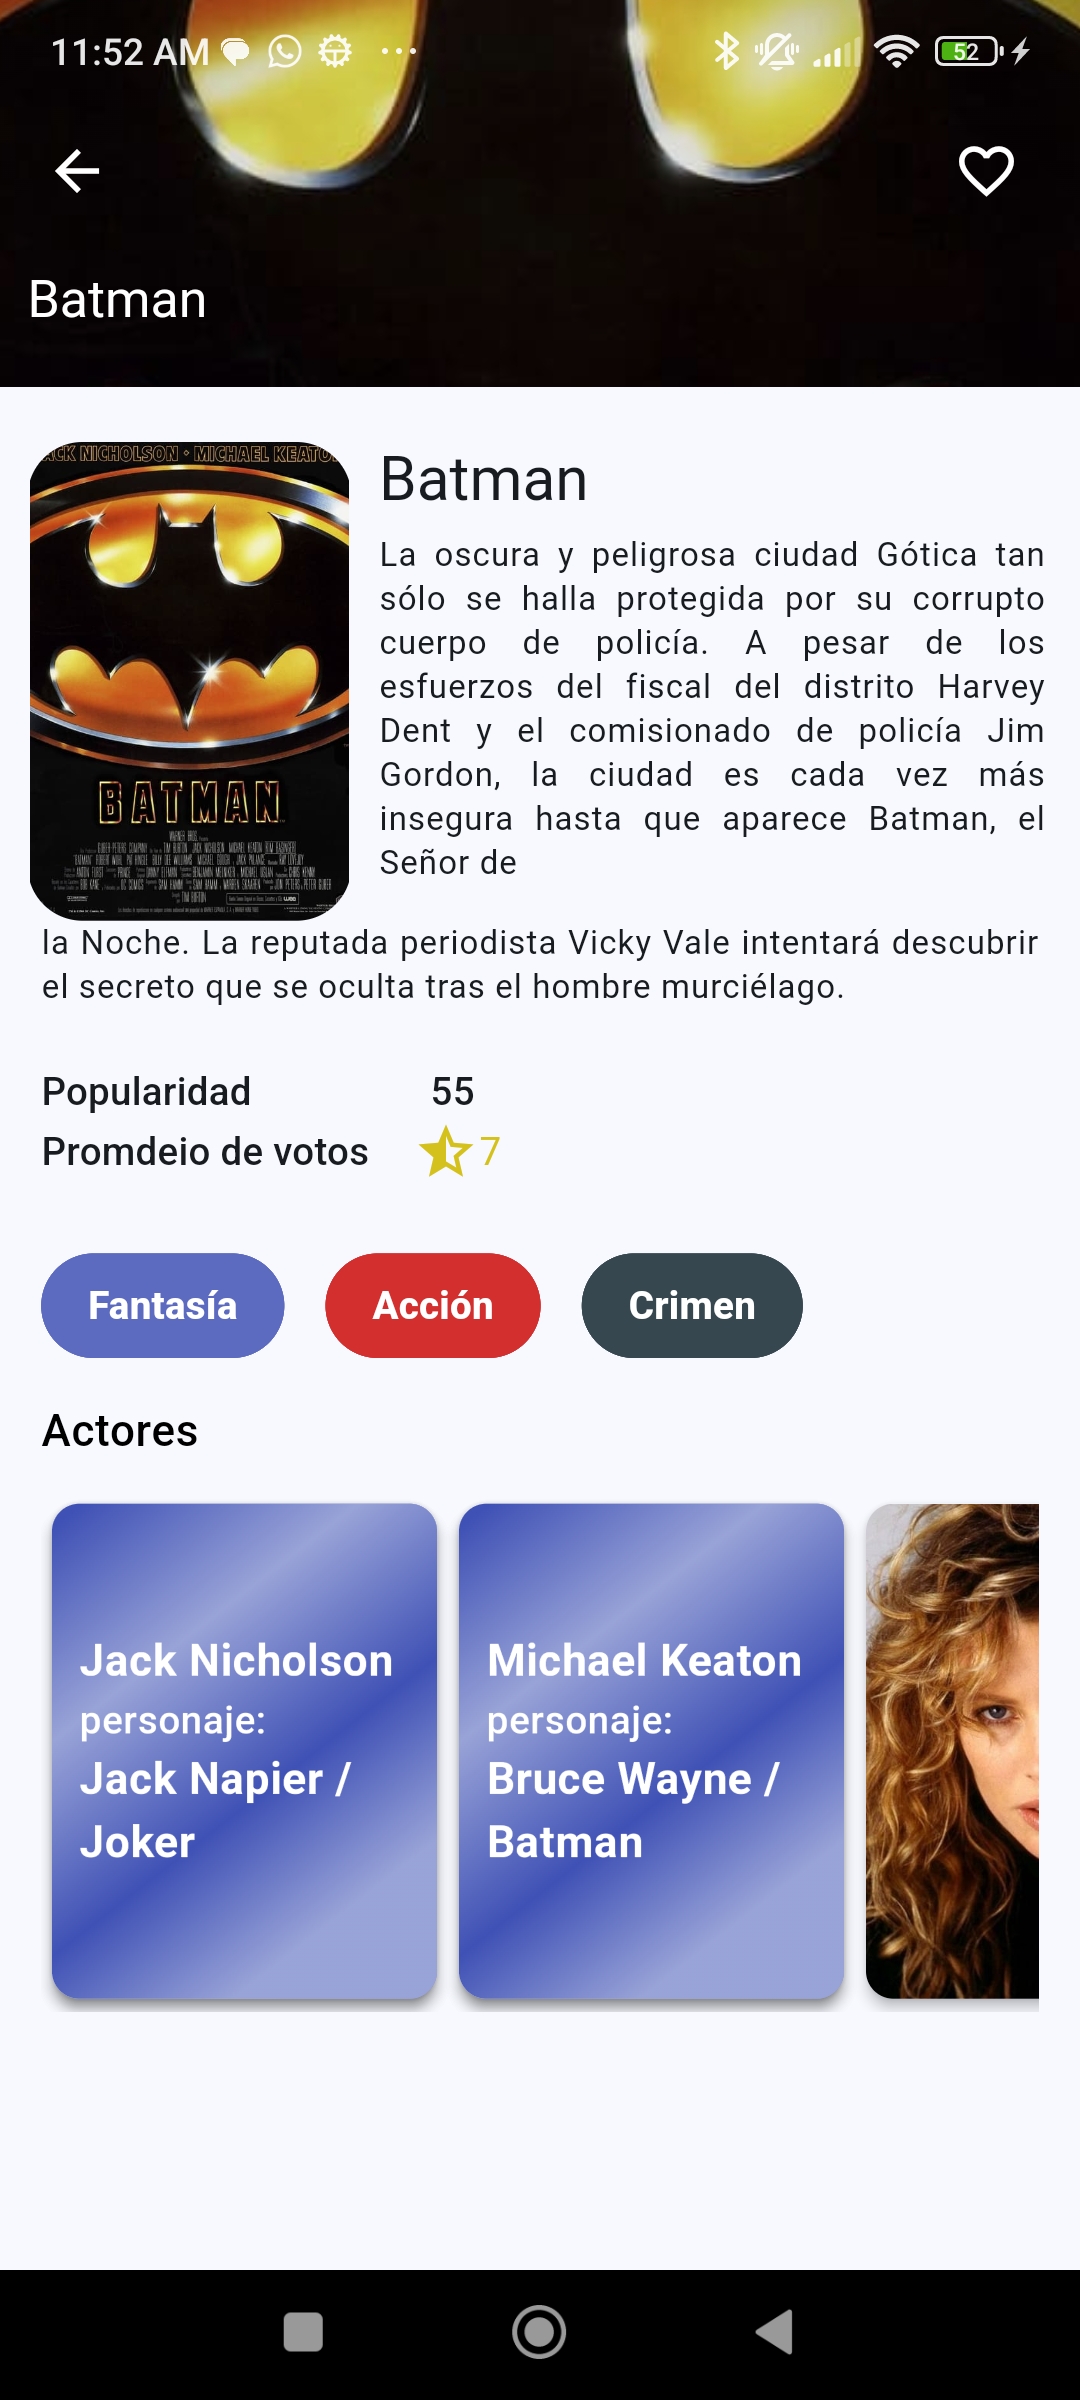 11:52 AM
52
Batman
ACK NICHOLSON • MICHAEL KEATO
BATMAN
Batman
La oscura y peligrosa ciudad Gótica tan
sólo se halla protegida por su corrupto
cuerpo de policía. A pesar de los
esfuerzos del fiscal del distrito Harvey
Dent y el comisionado de policía Jim
Gordon, la ciudad es cada vez más
insegura hasta que aparece Batman, el
Señor de
la Noche. La reputada periodista Vicky Vale intentará descubrir
el secreto que se oculta tras el hombre murciélago.
Popularidad 55
Promdeio de votos 7
Fantasía Acción Crimen
Actores
Jack Nicholson
personaje:
Jack Napier /
Joker
Michael Keaton
personaje:
Bruce Wayne /
Batman